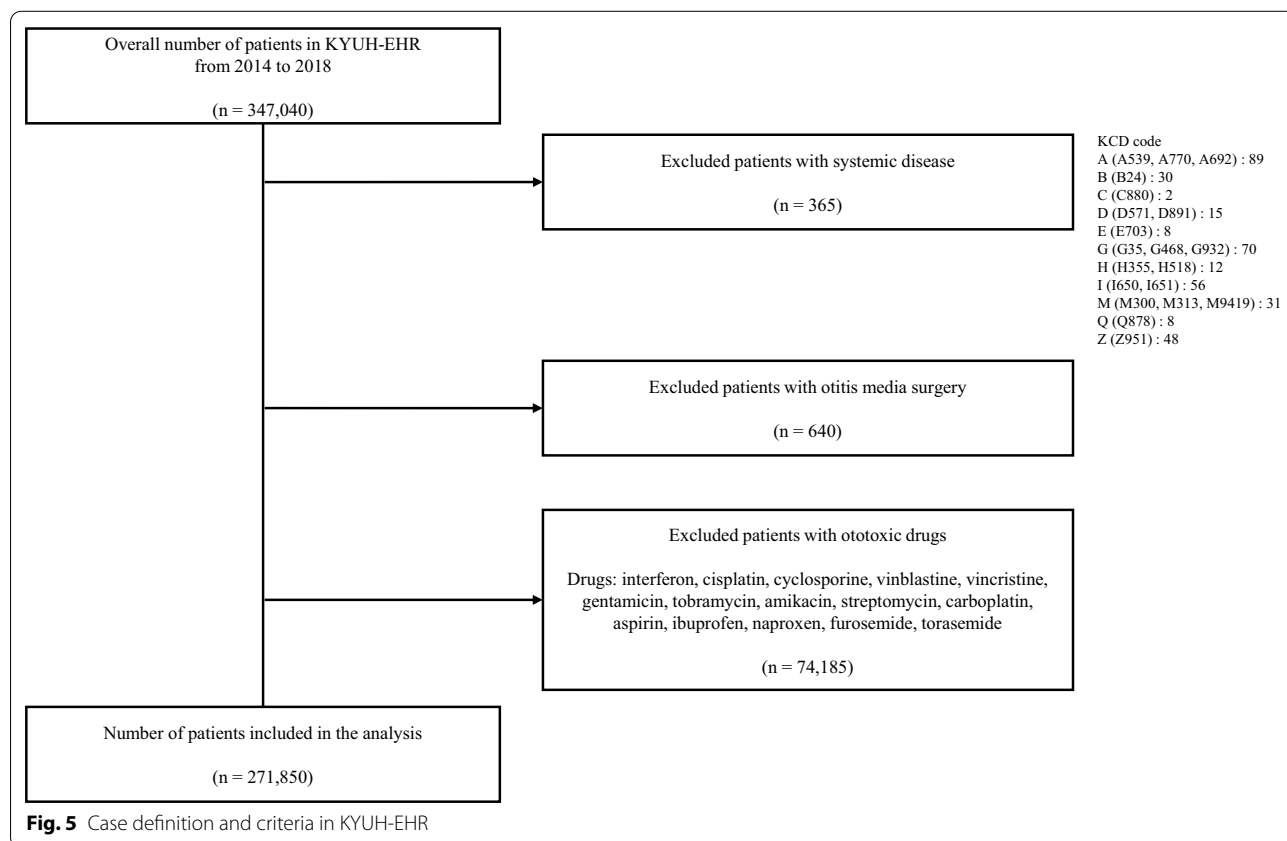 Overall number of patients in KYUH-EHR
from 2014 to 2018
(n = 347,040)
Excluded patients with systemic disease
(n = 365)
KCD code
A (A539, A770, A692) : 89
B (B24) : 30
C (C880) : 2
D (D571, D891) : 15
E (E703) : 8
G (G35, G468, G932) : 70
H (H355, H518) : 12
I (I650, I651) : 56
M (M300, M313, M9419) : 31
Q (Q878) : 8
Z (Z951) : 48
Excluded patients with otitis media surgery
(n = 640)
Excluded patients with ototoxic drugs
Drugs: interferon, cisplatin, cyclosporine, vinblastine, vincristine,
gentamicin, tobramycin, amikacin, streptomycin, carboplatin,
aspirin, ibuprofen, naproxen, furosemide, torasemide
(n = 74,185)
Number of patients included in the analysis
(n = 271,850)
Fig. 5 Case definition and criteria in KYUH-EHR